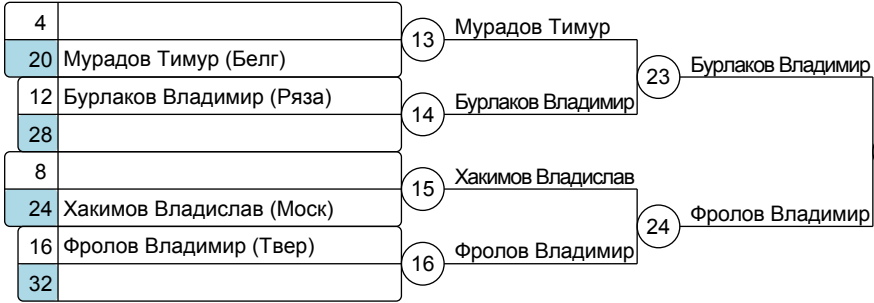 4
20 Мурадов Тимур (Белг)
12 Бурлаков Владимир (Ряза)
28
8
24 Хакимов Владислав (Моск)
16 Фролов Владимир (Твер)
32
13 Мурадов Тимур
14 Бурлаков Владимир
15 Хакимов Владислав
16 Фролов Владимир
23 Бурлаков Владимир
24 Фролов Владимир